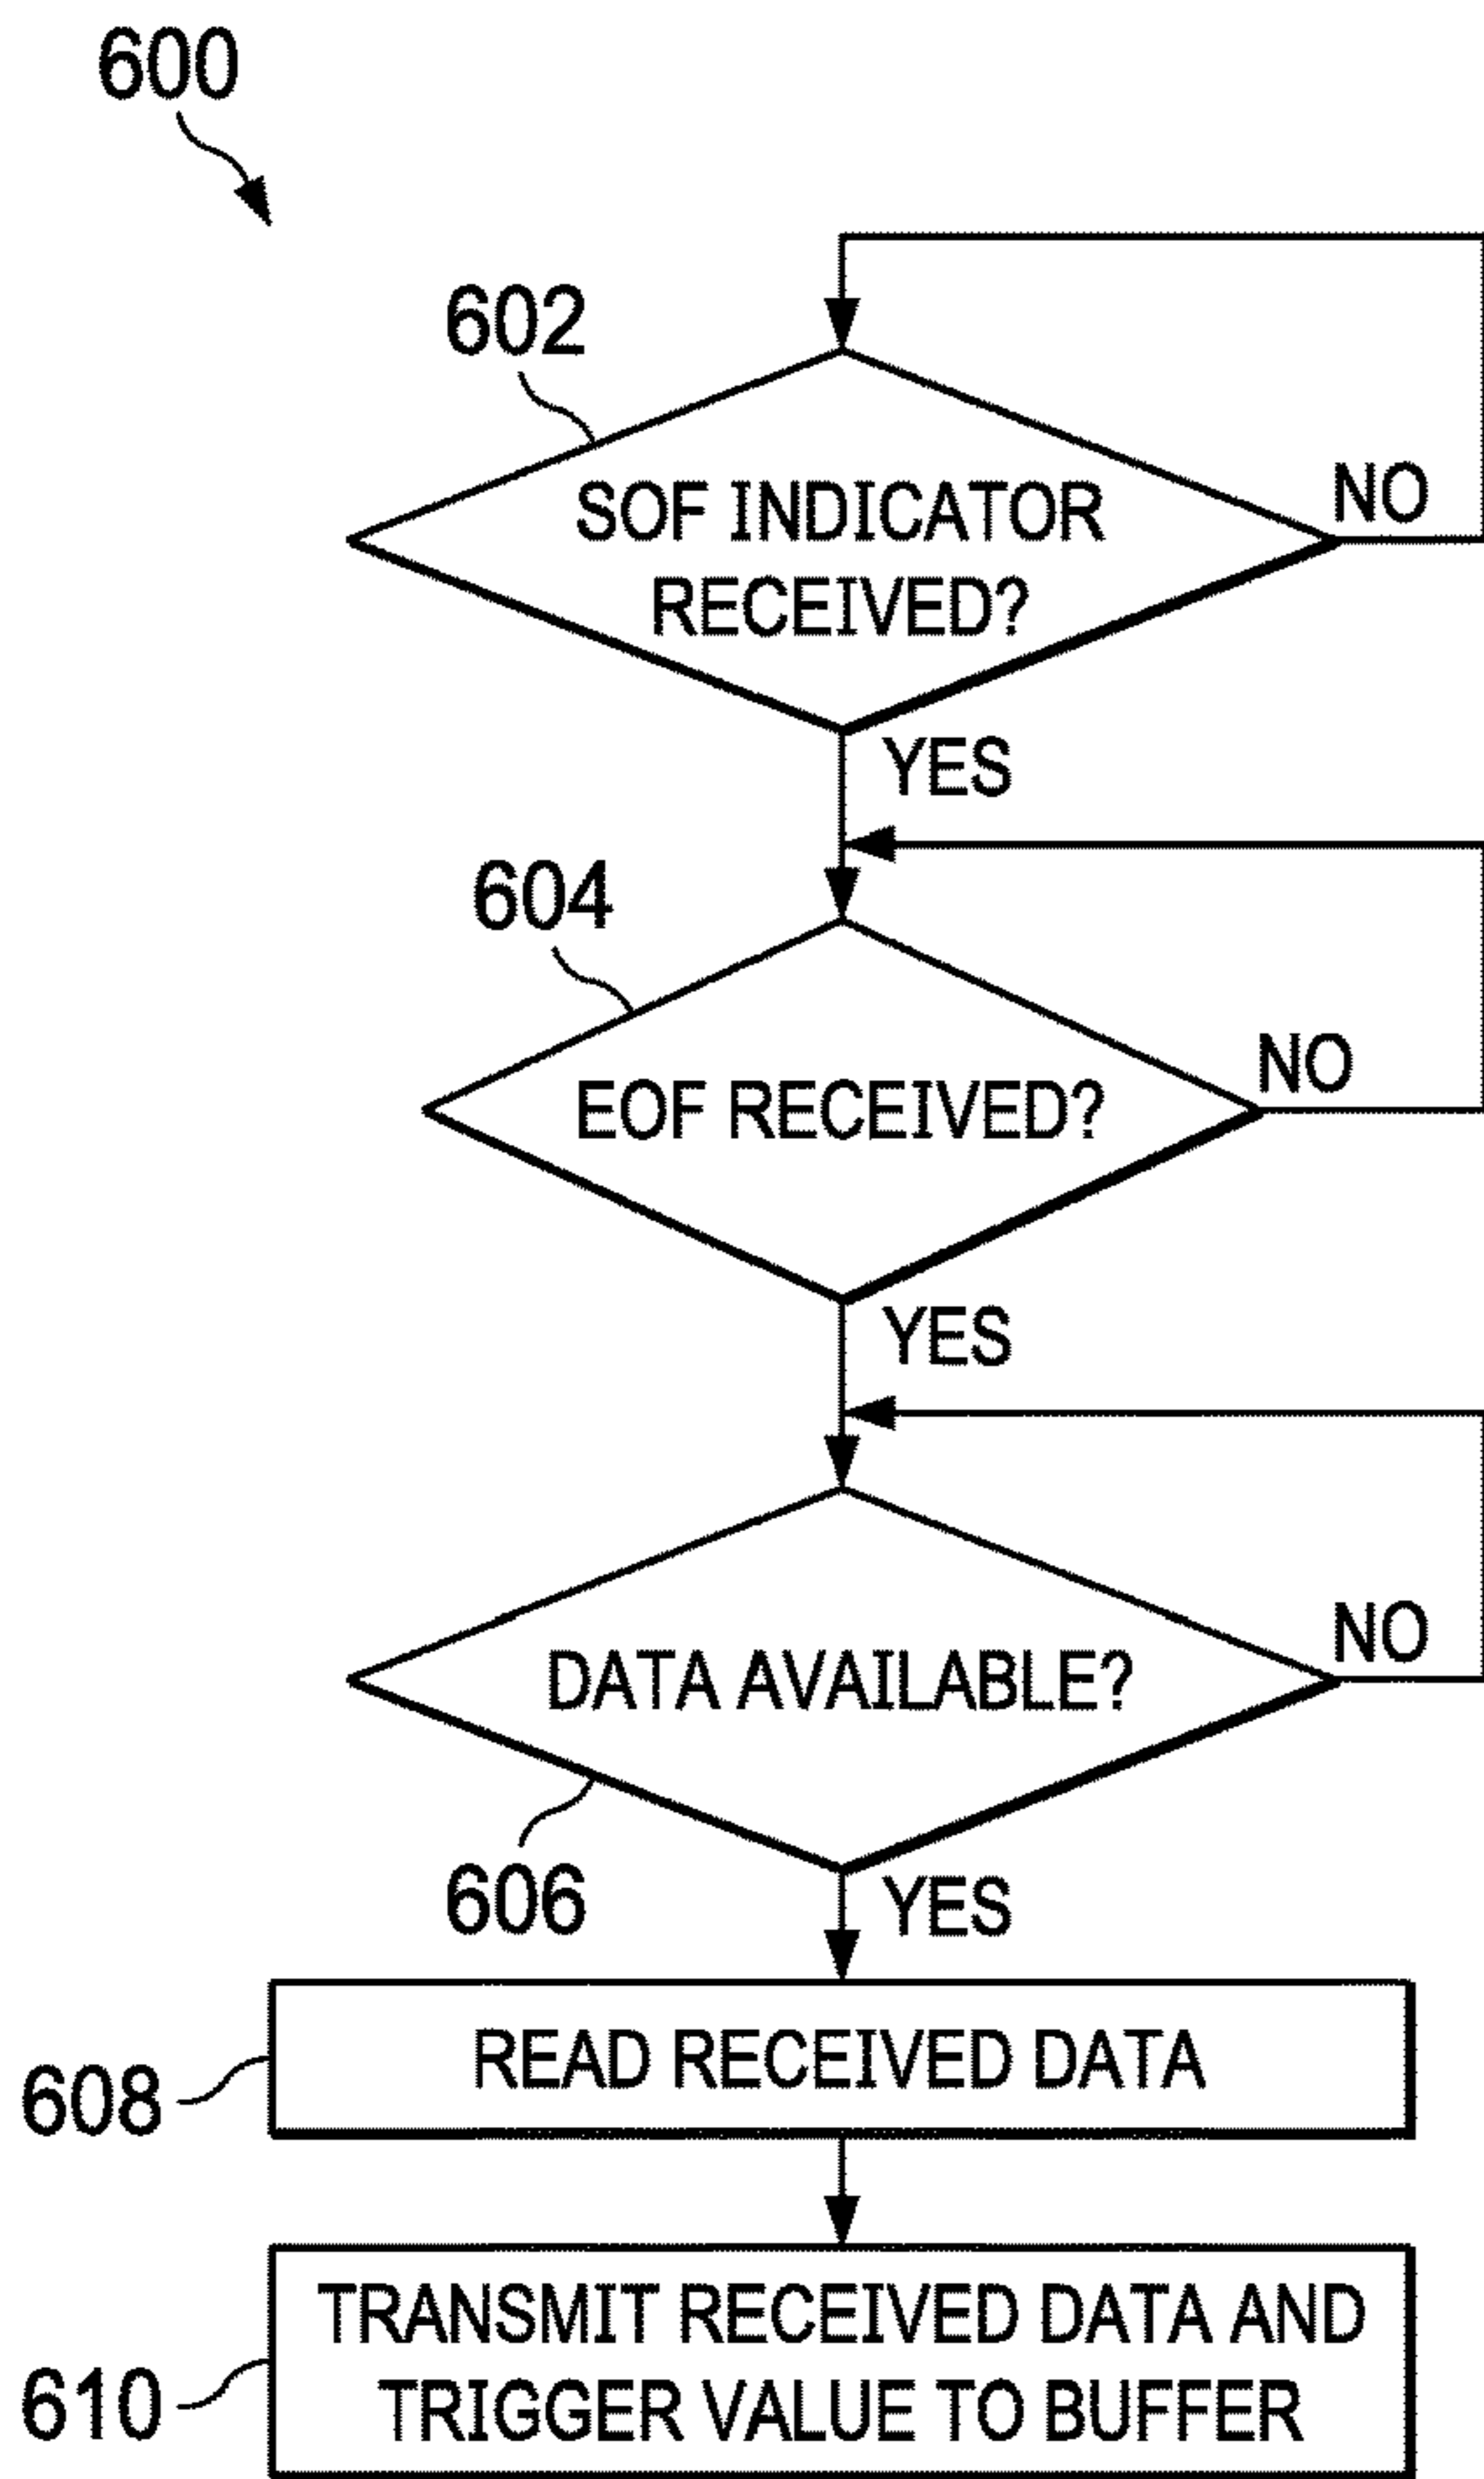 600
602
SOF INDICATOR
RECEIVED?
NO
YES
604
EOF RECEIVED?
NO
YES
DATA AVAILABLE?
NO
606
YES
608
READ RECEIVED DATA
610
TRANSMIT RECEIVED DATA AND
TRIGGER VALUE TO BUFFER